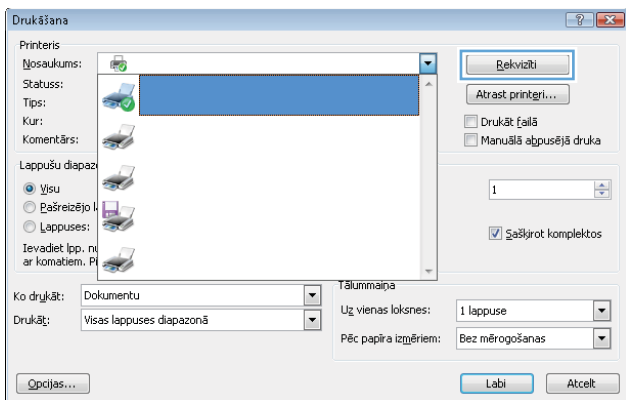 Drukāšana
Printeris
Nosaukums:
Rekvizīti
Statuss:
Atrast printeri...
Tips:
Kur:
Drukāt failā
Komentārs:
Manuālā abpusējā druka
Lappušu diapaz
Visu
1
Pašreizējo l
Lappuses:
Sašķirot komplektos
Ievadiet lpp. nu
ar komatiem. Pi
Tālummaiņa
Ko drukāt: Dokumentu
Uz vienas loksnes: 1 lappuse
Drukāt: Visas lappuses diapazonā
Pēc papīra izmēriem: Bez mērogošanas
Opcijas...
Labi
Atcelt